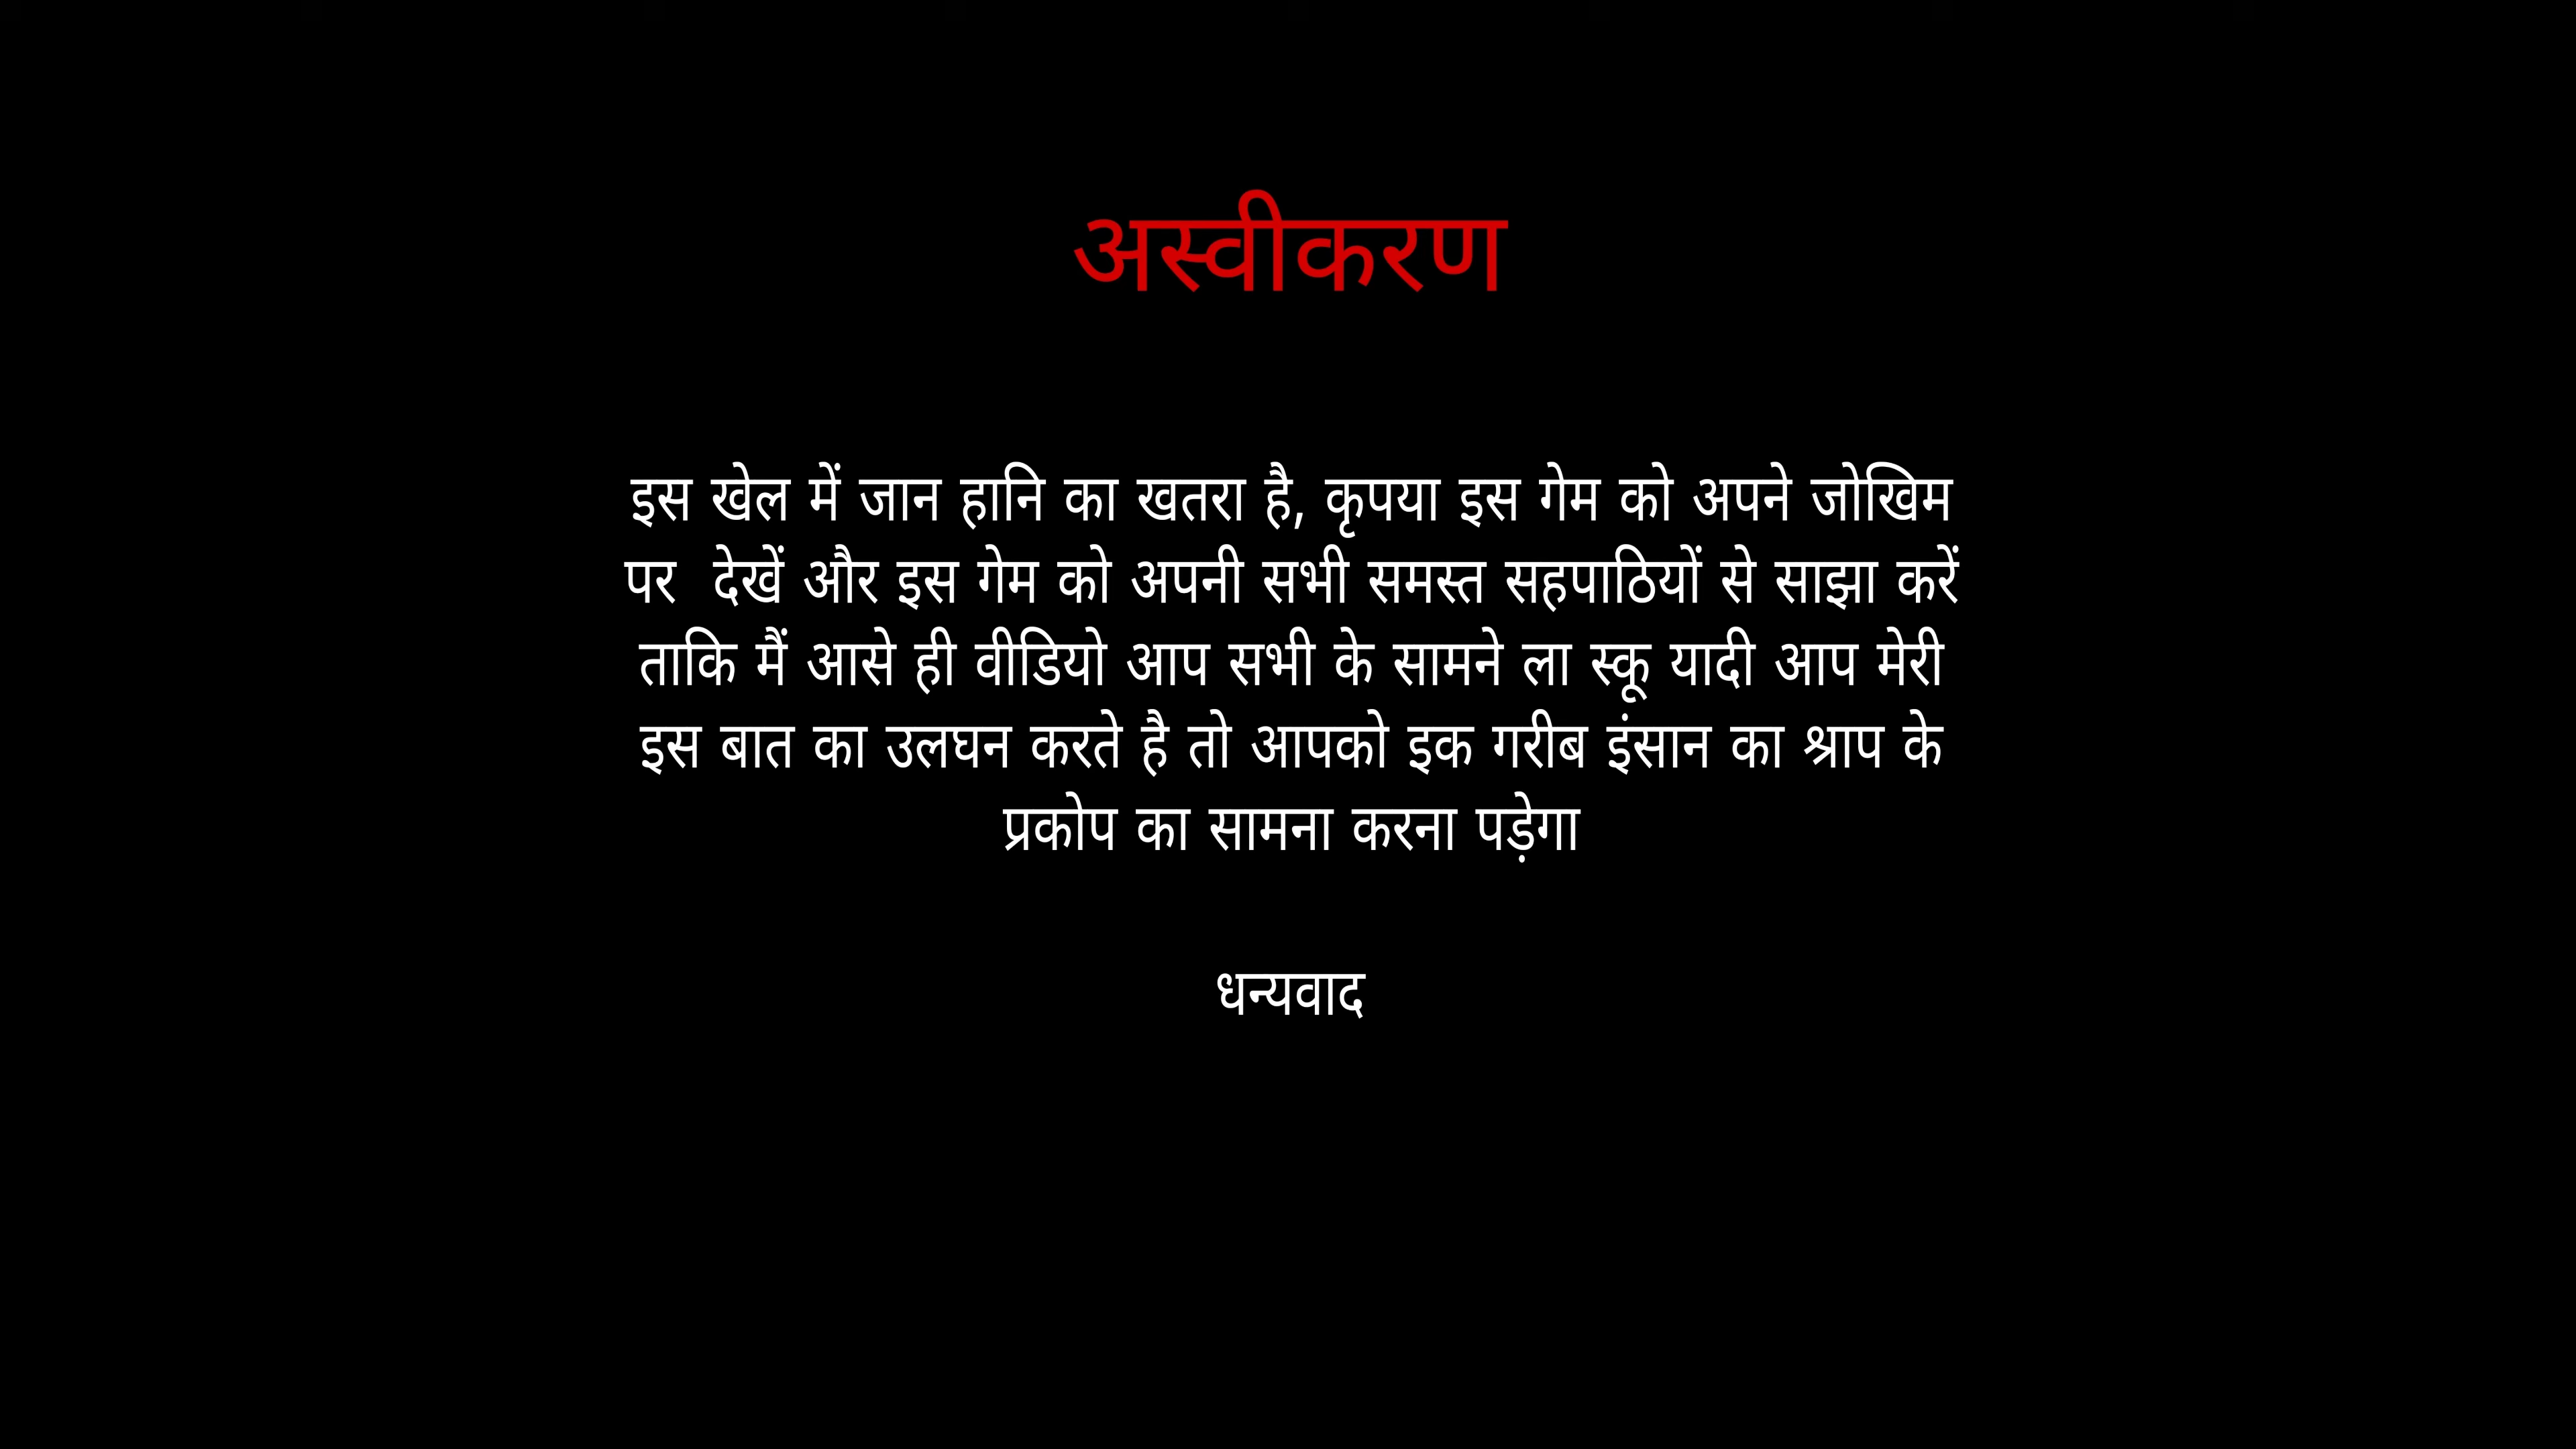 अस्वीकरण
इस खेल में जान हानि का खतरा है, कृपया इस गेम को अपने जोखिम
पर  देखें और इस गेम को अपनी सभी समस्त सहपाठियों से साझा करें
ताकि मैं आसे ही वीडियो आप सभी के सामने ला स्कू यादी आप मेरी
इस बात का उलघन करते है तो आपको इक गरीब इंसान का श्राप के
प्रकोप का सामना करना पड़ेगा
धन्यवाद